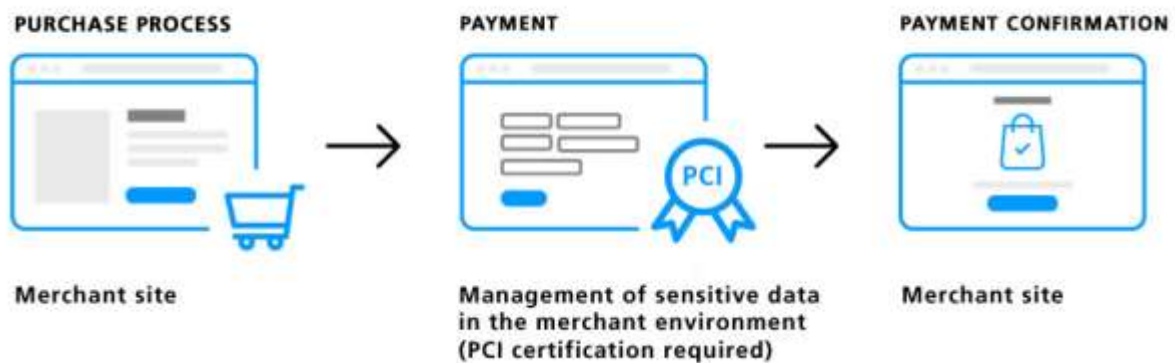 PURCHASE PROCESS
PAYMENT
PAYMENT CONFIRMATION
PCI
Merchant site
Management of sensitive data
in the merchant environment
(PCI certification required)
Merchant site